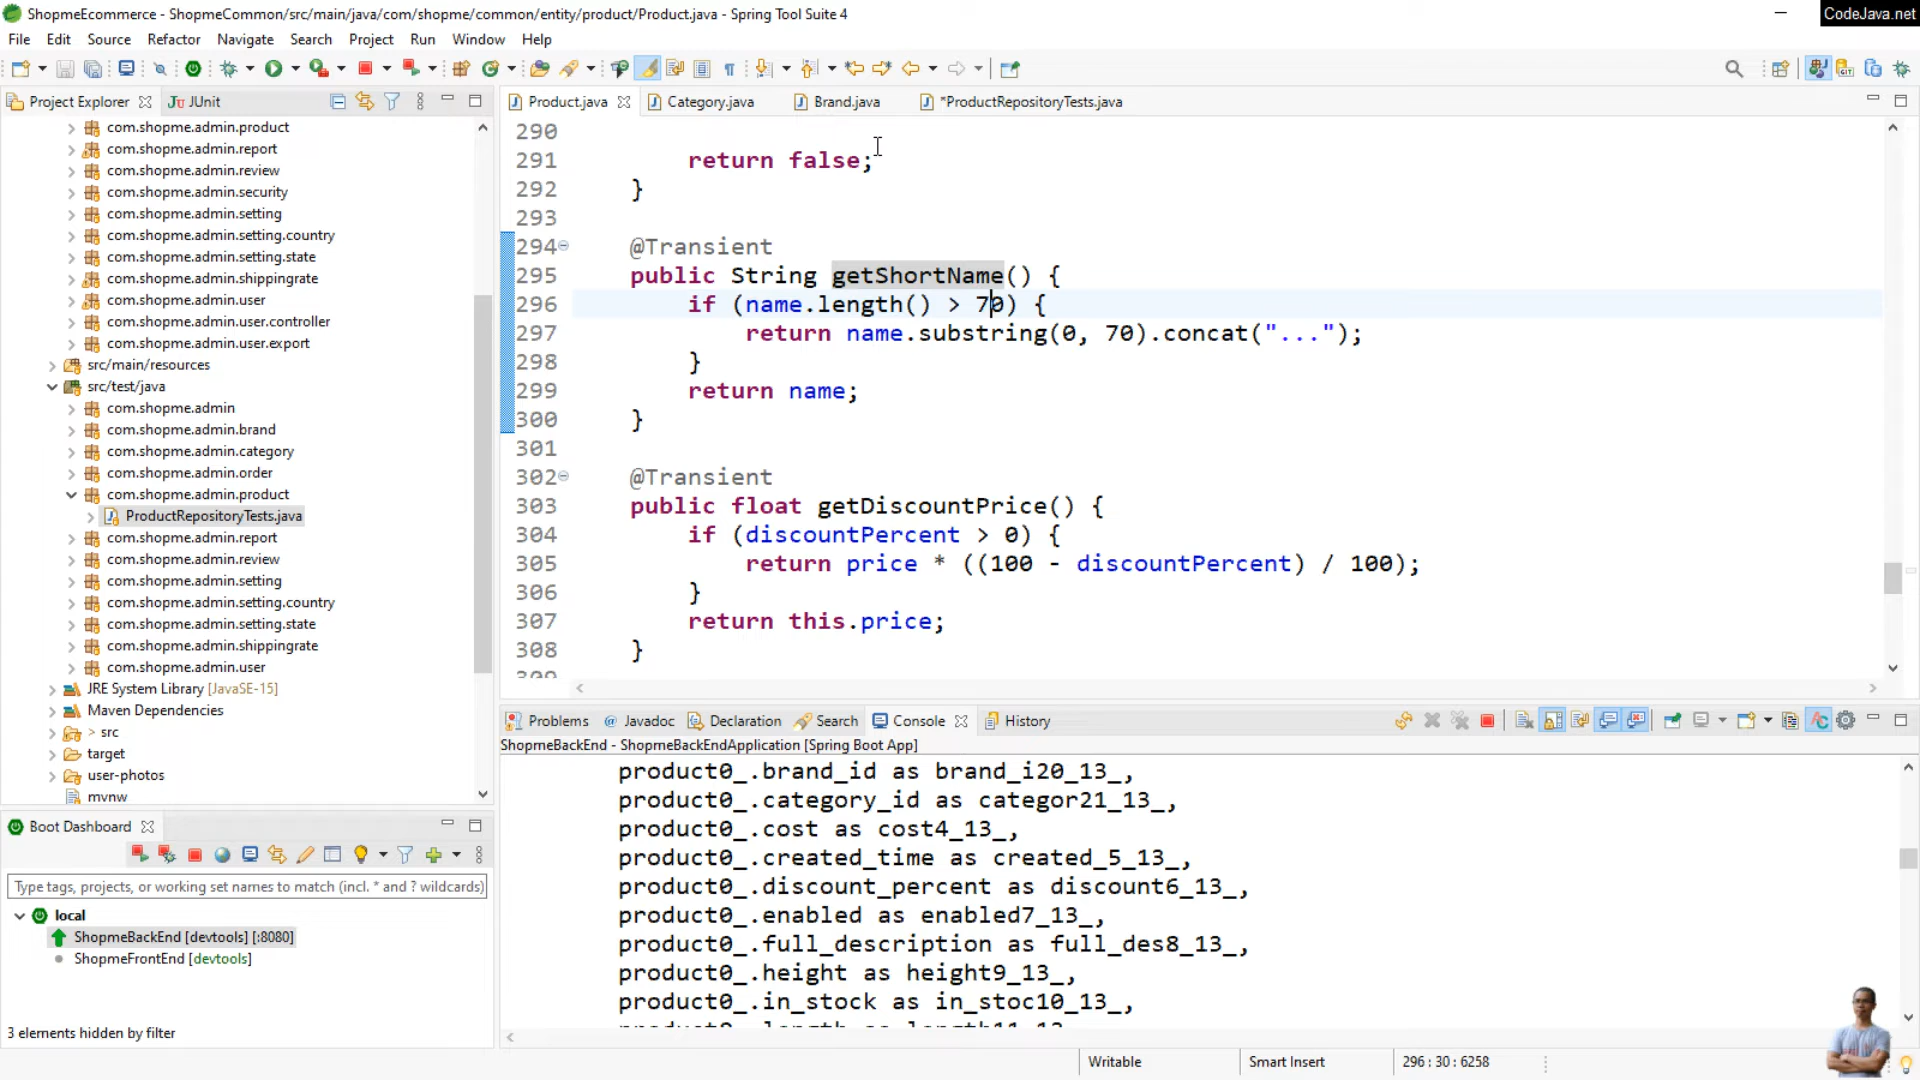 ShopmeEcommerce - ShopmeCommon/src/main/java/com/shopme/common/entity/product/Product.java - Spring Tool Suite 4
CodeJava.net
File Edit Source Refactor Navigate Search Project Run Window Help
Project Explorer JUnit
com.shopme.admin.product
com.shopme.admin.report
com.shopme.admin.review
com.shopme.admin.security
com.shopme.admin.setting
com.shopme.admin.setting.country
com.shopme.admin.setting.state
com.shopme.admin.shippingrate
com.shopme.admin.user
com.shopme.admin.user.controller
com.shopme.admin.user.export
src/main/resources
src/test/java
com.shopme.admin
com.shopme.admin.brand
com.shopme.admin.category
com.shopme.admin.order
com.shopme.admin.product
ProductRepositoryTests.java
com.shopme.admin.report
com.shopme.admin.review
com.shopme.admin.setting
com.shopme.admin.setting.country
com.shopme.admin.setting.state
com.shopme.admin.shippingrate
com.shopme.admin.user
JRE System Library [JavaSE-15]
Maven Dependencies
> src
target
user-photos
mvnw
Boot Dashboard
Type tags, projects, or working set names to match (incl. * and ? wildcards)
local
ShopmeBackEnd [devtools] [:8080]
ShopmeFrontEnd [devtools]
3 elements hidden by filter
Product.java Category.java Brand.java *ProductRepositoryTests.java
290
291 return false;
292 }
293
294 @Transient
295 public String getShortName() {
296 if (name.length() > 70) {
297 return name.substring(0, 70).concat("...");
298 }
299 return name;
300 }
301
302 @Transient
303 public float getDiscountPrice() {
304 if (discountPercent > 0) {
305 return price * ((100 - discountPercent) / 100);
306 }
307 return this.price;
308 }
309
Problems Javadoc Declaration Search Console History
ShopmeBackEnd - ShopmeBackEndApplication [Spring Boot App]
product0_.brand_id as brand_i20_13_,
product0_.category_id as categor21_13_,
product0_.cost as cost4_13_,
product0_.created_time as created_5_13_,
product0_.discount_percent as discount6_13_,
product0_.enabled as enabled7_13_,
product0_.full_description as full_des8_13_,
product0_.height as height9_13_,
product0_.in_stock as in_stoc10_13_,
product0_.length as length11_13_
Writable Smart Insert 296 : 30 : 6258